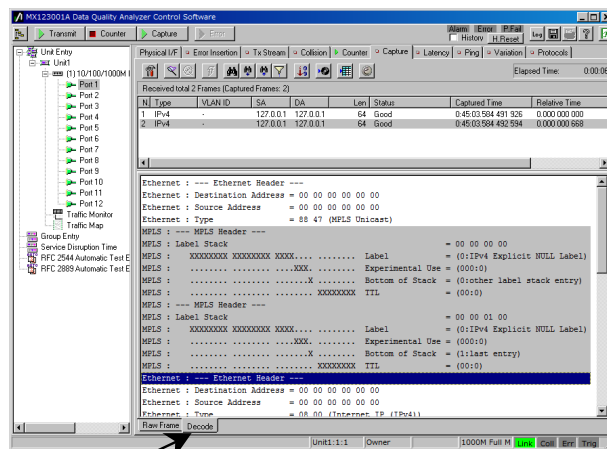 MX123001A Data Quality Analyzer Control Software
Transmit Counter Capture Error Alarm Error P.Fail History H.Reset Log
Unit Entry
Unit1
(1)10/100/1000M I
Port 1
Port 2
Port 3
Port 4
Port 5
Port 6
Port 7
Port 8
Port 9
Port 10
Port 11
Port 12
Traffic Monitor
Traffic Map
Group Entry
Service Disruption Time
RFC 2544 Automatic Test E
RFC 2889 Automatic Test E
Physical I/F Error Insertion Tx Stream Collision Counter Capture Latency Ping Variation Protocols
Elapsed Time: 0:00:06
Received total 2 Frames (Captured Frames: 2)
N. Type VLAN ID SA DA Len Status Captured Time Relative Time
1 IPv4 - 127.0.0.1 127.0.0.1 64 Good 0:45:03.584 491 926 0.000 000 000
2 IPv4 - 127.0.0.1 127.0.0.1 64 Good 0:45:03.584 492 594 0.000 000 668
Ethernet : --- Ethernet Header ---
Ethernet : Destination Address = 00 00 00 00 00 00
Ethernet : Source Address = 00 00 00 00 00 00
Ethernet : Type = 88 47 (MPLS Unicast)
MPLS : --- MPLS Header ---
MPLS : Label Stack = 00 00 00 00
MPLS : XXXXXXXX XXXXXXXX XXXX.... ........ Label = (0:IPv4 Explicit NULL Label)
MPLS : ........ ........ ....XXX. ........ Experimental Use = (000:0)
MPLS : ........ ........ .......X ........ Bottom of Stack = (0:other label stack entry)
MPLS : ........ ........ ........ XXXXXXXX TTL = (00:0)
MPLS : --- MPLS Header ---
MPLS : Label Stack = 00 00 01 00
MPLS : XXXXXXXX XXXXXXXX XXXX.... ........ Label = (0:IPv4 Explicit NULL Label)
MPLS : ........ ........ ....XXX. ........ Experimental Use = (000:0)
MPLS : ........ ........ .......X ........ Bottom of Stack = (1:last entry)
MPLS : ........ ........ ........ XXXXXXXX TTL = (00:0)
Ethernet : --- Ethernet Header ---
Ethernet : Destination Address = 00 00 00 00 00 00
Ethernet : Source Address = 00 00 00 00 00 00
Ethernet : Type = 08 00 (Internet IP (IPv4))
Raw Frame Decode
Unit1:1:1 Owner 1000M Full M Link Coll Err Trig